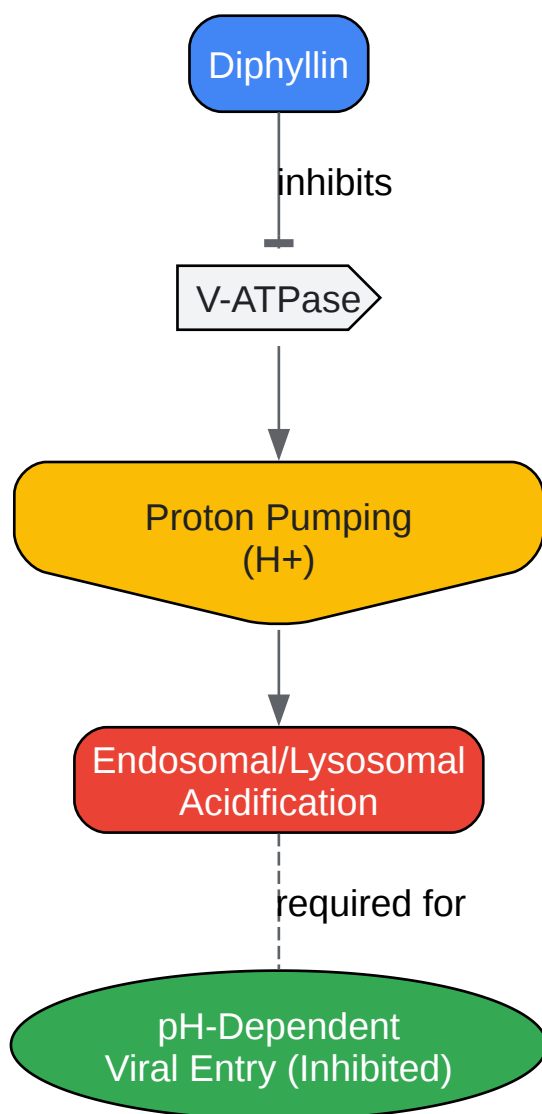 Diphyllin
inhibits
V-ATPase
Proton Pumping
(H+)
Endosomal/Lysosomal
Acidification
required for
pH-Dependent
Viral Entry (Inhibited)